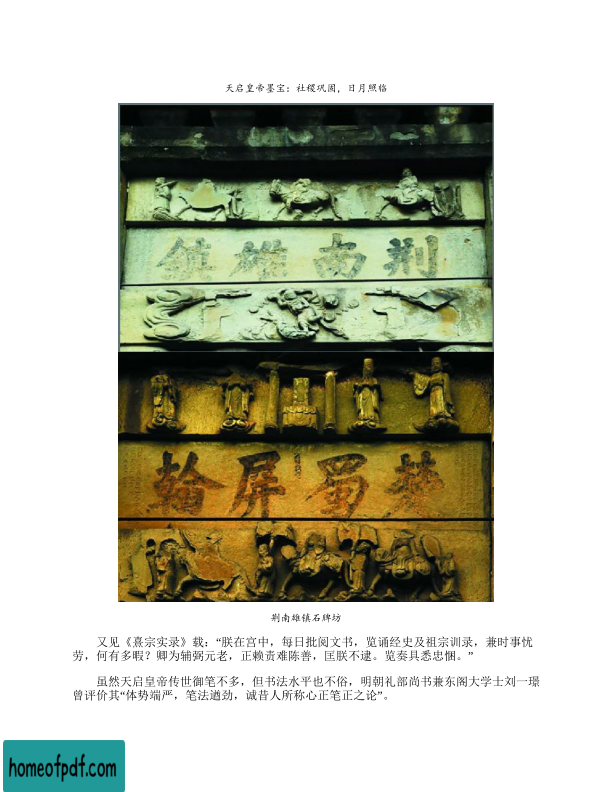 天启皇帝墨宝：社稷巩固，日月照临
荆南雄镇
楚蜀屏翰
荆南雄镇石牌坊
又见《熹宗实录》载：“朕在宫中，每日批阅文书，览诵经史及祖宗训录，兼时事忧
劳，何有多暇？卿为辅弼元老，正赖责难陈善，匡朕不逮。览奏具悉忠悃。”
虽然天启皇帝传世御笔不多，但书法水平也不俗，明朝礼部尚书兼东阁大学士刘一璟
曾评价其“体势端严，笔法遒劲，诚昔人所称心正笔正之论”。
homeofpdf.com